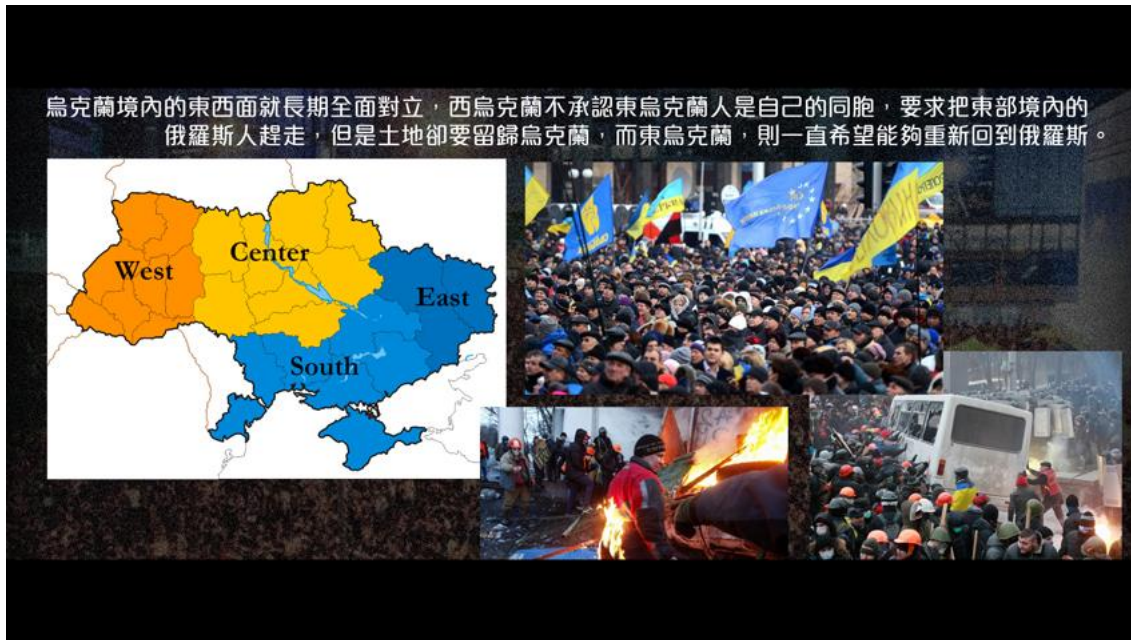 烏克蘭境內的東西面就長期全面對立，西烏克蘭不承認東烏克蘭人是自己的同胞，要求把東部境內的
俄羅斯人趕走，但是土地卻要留歸烏克蘭，而東烏克蘭，則一直希望能夠重新回到俄羅斯。
West
Center
East
South